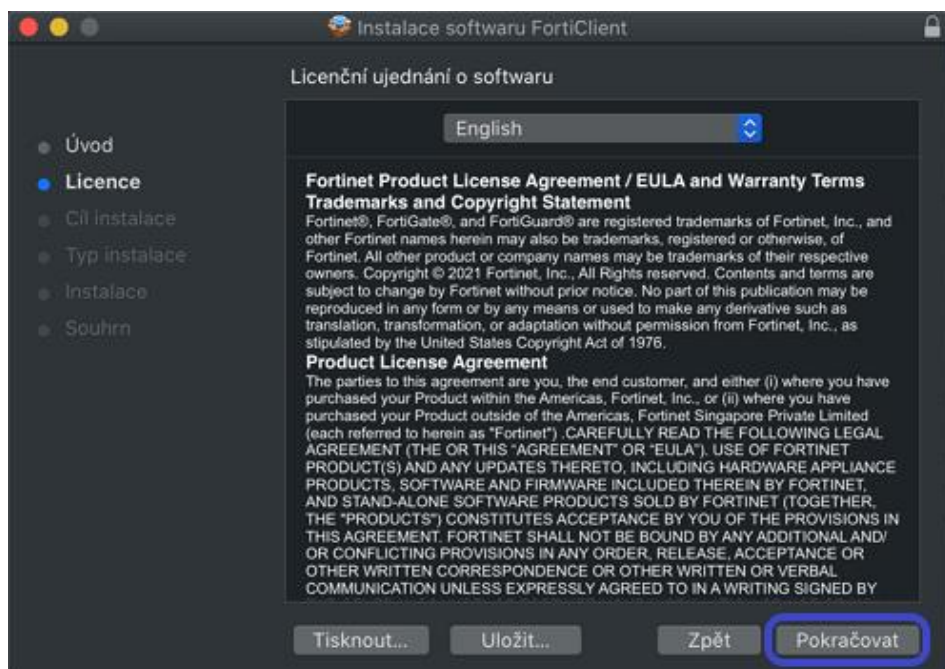 Instalace softwaru FortiClient
Licenční ujednání o softwaru
English
Úvod
Licence
Cíl instalace
Typ instalace
Instalace
Souhrn
Fortinet Product License Agreement / EULA and Warranty Terms
Trademarks and Copyright Statement
Fortinet®, FortiGate®, and FortiGuard® are registered trademarks of Fortinet, Inc., and
other Fortinet names herein may also be trademarks, registered or otherwise, of
Fortinet. All other product or company names may be trademarks of their respective
owners. Copyright © 2021 Fortinet, Inc., All Rights reserved. Contents and terms are
subject to change by Fortinet without prior notice. No part of this publication may be
reproduced in any form or by any means or used to make any derivative such as
translation, transformation, or adaptation without permission from Fortinet, Inc., as
stipulated by the United States Copyright Act of 1976.
Product License Agreement
The parties to this agreement are you, the end customer, and either (i) where you have
purchased your Product within the Americas, Fortinet, Inc., or (ii) where you have
purchased your Product outside of the Americas, Fortinet Singapore Private Limited
(each referred to herein as "Fortinet") .CAREFULLY READ THE FOLLOWING LEGAL
AGREEMENT (THE OR THIS “AGREEMENT” OR “EULA”). USE OF FORTINET
PRODUCT(S) AND ANY UPDATES THERETO, INCLUDING HARDWARE APPLIANCE
PRODUCTS, SOFTWARE AND FIRMWARE INCLUDED THEREIN BY FORTINET,
AND STAND-ALONE SOFTWARE PRODUCTS SOLD BY FORTINET (TOGETHER,
THE "PRODUCTS") CONSTITUTES ACCEPTANCE BY YOU OF THE PROVISIONS IN
THIS AGREEMENT. FORTINET SHALL NOT BE BOUND BY ANY ADDITIONAL AND/
OR CONFLICTING PROVISIONS IN ANY ORDER, RELEASE, ACCEPTANCE OR
OTHER WRITTEN CORRESPONDENCE OR OTHER WRITTEN OR VERBAL
COMMUNICATION UNLESS EXPRESSLY AGREED TO IN A WRITING SIGNED BY
Tisknout... Uložit... Zpět Pokračovat